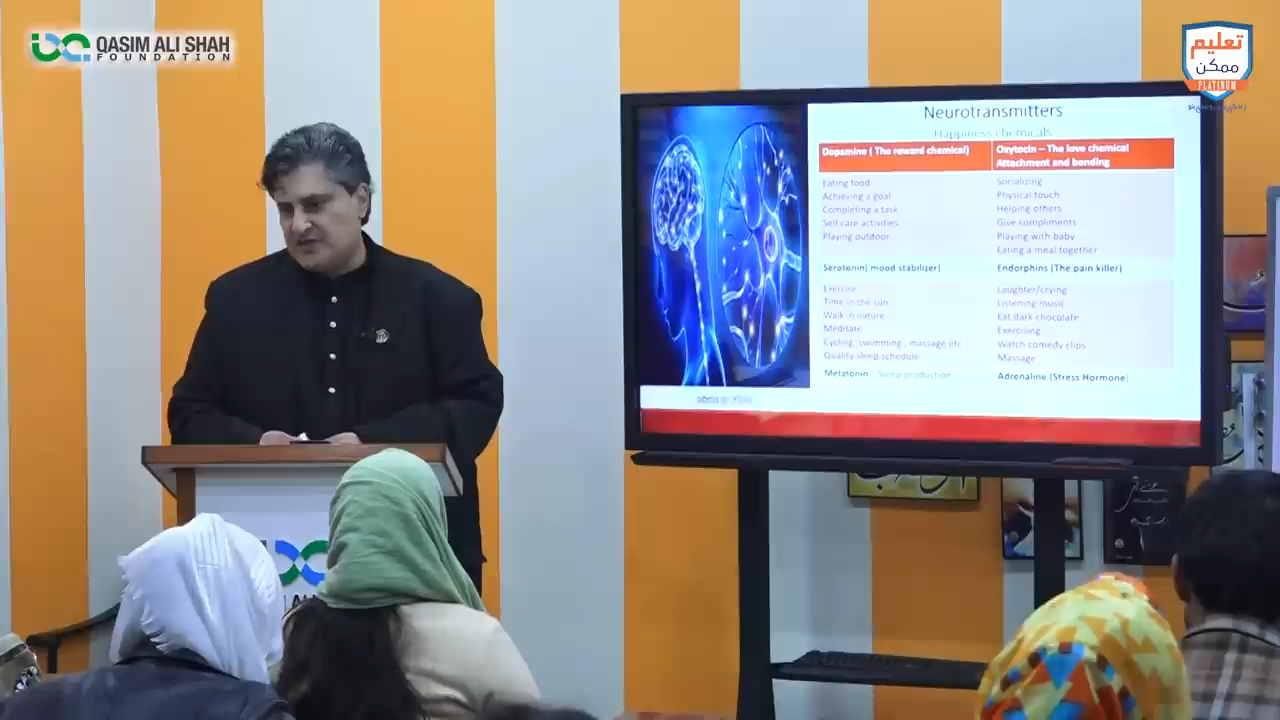 QASIM ALI SHAH
FOUNDATION
تعلیم
ممکن
PLATINUM
Neurotransmitters
Happiness chemicals
Dopamine ( The reward chemical)
Oxytocin – The love chemical
Attachment and bonding
Eating food
Achieving a goal
Completing a task
Self care activities
Playing outdoor
Socializing
Physical touch
Helping others
Give compliments
Playing with baby
Eating a meal together
Serotonin( mood stabilizer)
Endorphins (The pain killer)
Exercise
Time in the sun
Walk in nature
Meditate
Cycling, swimming , massage etc
Quality sleep schedule
Laughter/crying
Listening music
Eat dark chocolate
Exercising
Watch comedy clips
Massage
Melatonin – Sleep production
Adrenaline (Stress Hormone)